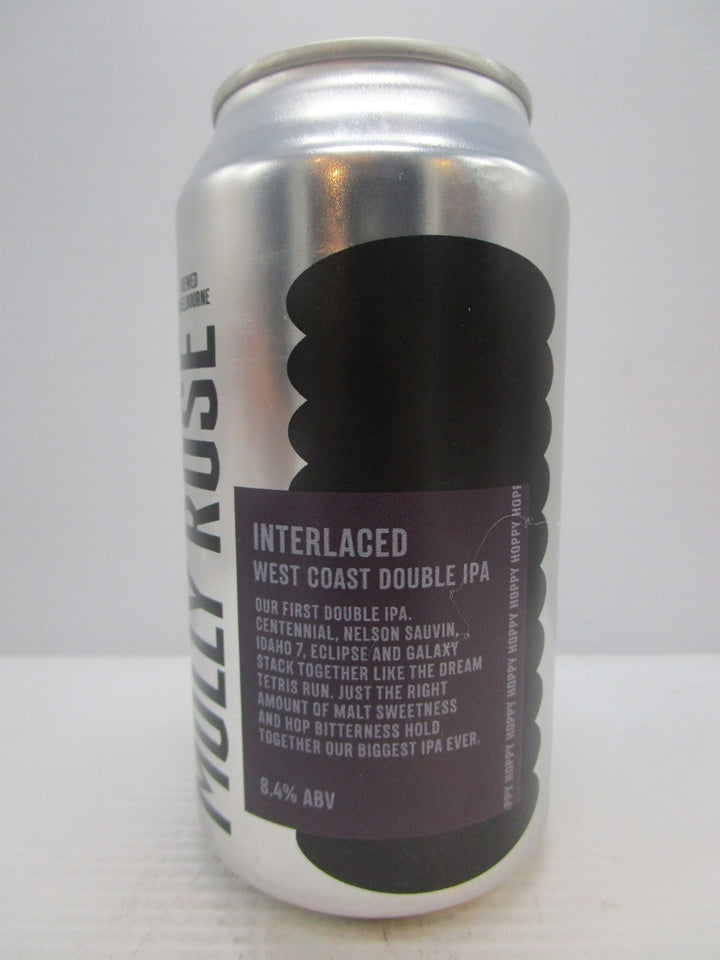 MOLLY ROSE
INTERLACED
WEST COAST DOUBLE IPA
OUR FIRST DOUBLE IPA.
CENTENNIAL, NELSON SAUVIN,
IDAHO 7, ECLIPSE AND GALAXY
STACK TOGETHER LIKE THE DREAM
TETRIS RUN. JUST THE RIGHT
AMOUNT OF MALT SWEETNESS
AND HOP BITTERNESS HOLD
TOGETHER OUR BIGGEST IPA EVER.
8.4% ABV
HOPPY HOPPY HOPPY HOPPY HOPPY HOPPY